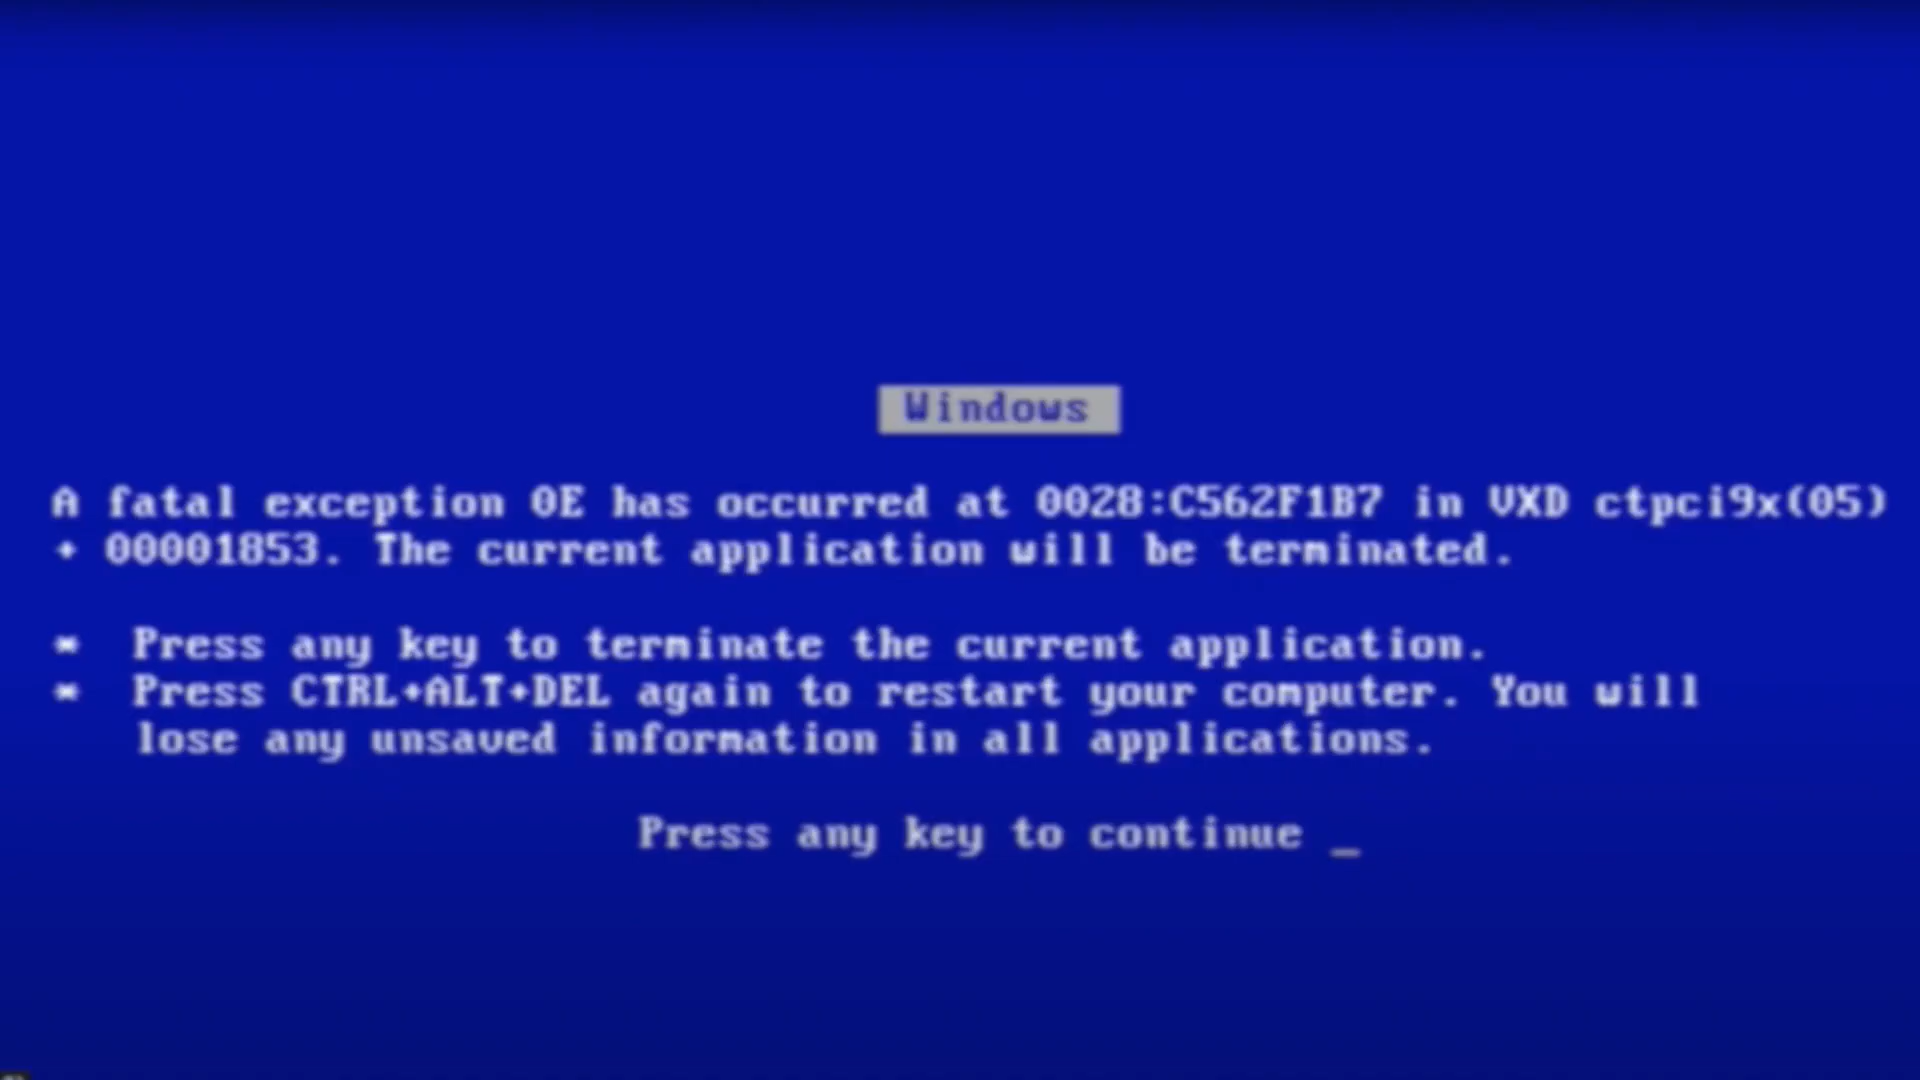 Windows
A fatal exception 0E has occurred at 0028:C562F1B7 in VXD ctpci9x(05)
+ 00001853. The current application will be terminated.
* Press any key to terminate the current application.
* Press CTRL+ALT+DEL again to restart your computer. You will
lose any unsaved information in all applications.
Press any key to continue _